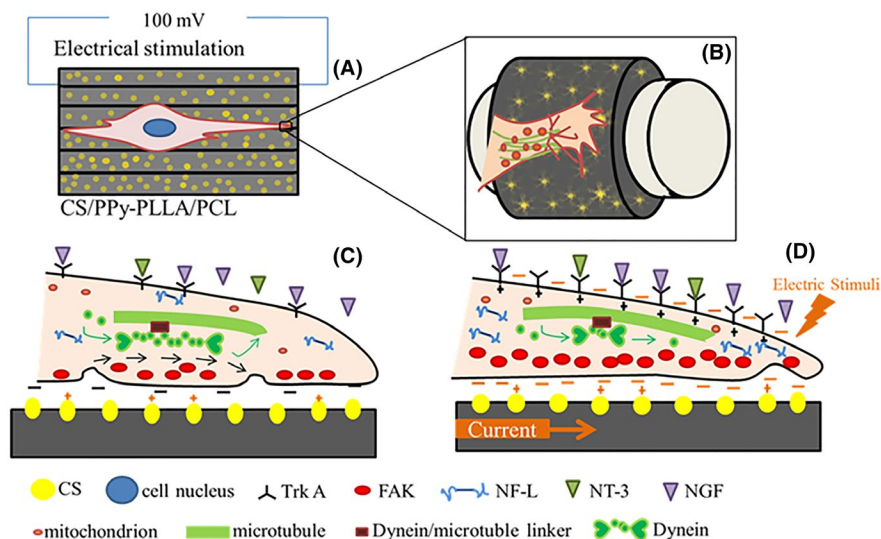 100 mV
Electrical stimulation
(A)
(B)
CS/PPy-PLLA/PCL
(C)
(D)
Electric Stimuli
+ + + +
+ + + +
Current
CS cell nucleus Trk A FAK NF-L NT-3 NGF
mitochondrion microtubule Dynein/microtuble linker Dynein